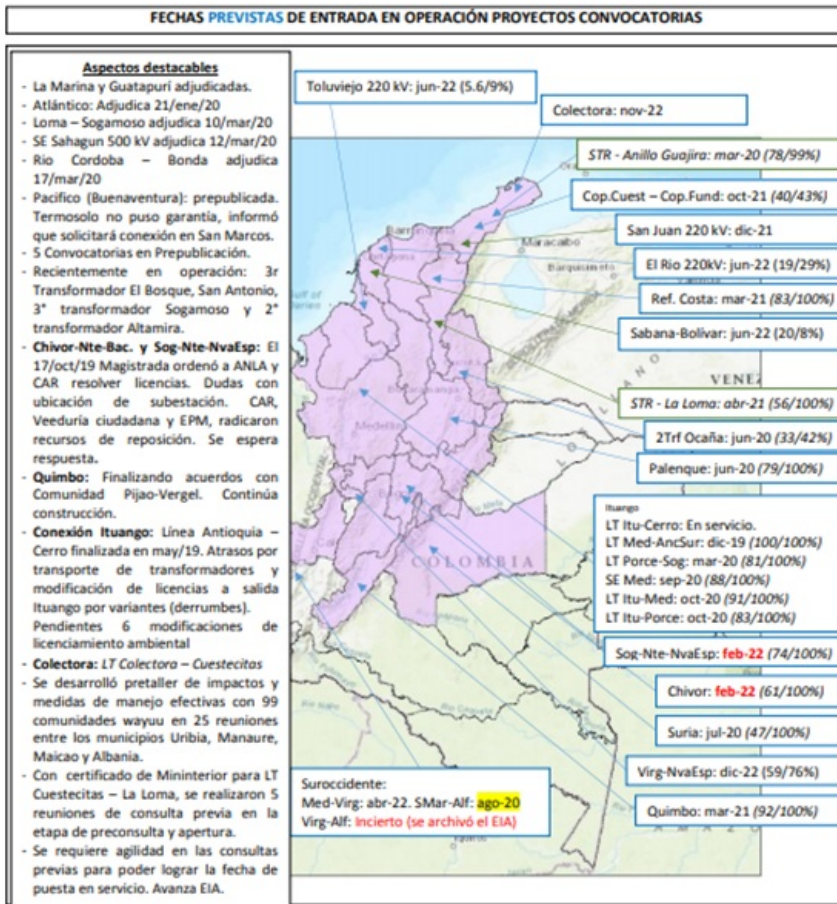 FECHAS PREVISTAS DE ENTRADA EN OPERACIÓN PROYECTOS CONVOCATORIAS
Aspectos destacables
- La Marina y Guatapurí adjudicadas.
- Atlántico: Adjudica 21/ene/20
- Loma – Sogamoso adjudica 10/mar/20
- SE Sahagun 500 kV adjudica 12/mar/20
- Rio Cordoba – Bonda adjudica
17/mar/20
- Pacifico (Buenaventura): prepublicada.
Termosolo no puso garantía, informó
que solicitará conexión en San Marcos.
- 5 Convocatorias en Prepublicación.
- Recientemente en operación: 3r
Transformador El Bosque, San Antonio,
3° transformador Sogamoso y 2°
transformador Altamira.
- Chivor-Nte-Bac. y Sog-Nte-NvaEsp: El
17/oct/19 Magistrada ordenó a ANLA y
CAR resolver licencias. Dudas con
ubicación de subestación. CAR,
Veeduría ciudadana y EPM, radicaron
recursos de reposición. Se espera
respuesta.
- Quimbo: Finalizando acuerdos con
Comunidad Pijao-Vergel. Continúa
construcción.
- Conexión Ituango: Línea Antioquia –
Cerro finalizada en may/19. Atrasos por
transporte de transformadores y
modificación de licencias a salida
Ituango por variantes (derrumbes).
Pendientes 6 modificaciones de
licenciamiento ambiental
- Colectora: LT Colectora – Cuestecitas
- Se desarrolló pretaller de impactos y
medidas de manejo efectivas con 99
comunidades wayuu en 25 reuniones
entre los municipios Uribia, Manaure,
Maicao y Albania.
- Con certificado de Mininterior para LT
Cuestecitas – La Loma, se realizaron 5
reuniones de consulta previa en la
etapa de preconsulta y apertura.
- Se requiere agilidad en las consultas
previas para poder lograr la fecha de
puesta en servicio. Avanza EIA.
Toluviejo 220 kV: jun-22 (5.6/9%)
Colectora: nov-22
STR - Anillo Guajira: mar-20 (78/99%)
Cop.Cuest – Cop.Fund: oct-21 (40/43%)
San Juan 220 kV: dic-21
El Rio 220kV: jun-22 (19/29%)
Ref. Costa: mar-21 (83/100%)
Sabana-Bolívar: jun-22 (20/8%)
STR - La Loma: abr-21 (56/100%)
2Trf Ocaña: jun-20 (33/42%)
Palenque: jun-20 (79/100%)
Ituango
LT Itu-Cerro: En servicio.
LT Med-AncSur: dic-19 (100/100%)
LT Porce-Sog: mar-20 (81/100%)
SE Med: sep-20 (88/100%)
LT Itu-Med: oct-20 (91/100%)
LT Itu-Porce: oct-20 (83/100%)
Sog-Nte-NvaEsp: feb-22 (74/100%)
Chivor: feb-22 (61/100%)
Suria: jul-20 (47/100%)
Virg-NvaEsp: dic-22 (59/76%)
Quimbo: mar-21 (92/100%)
Suroccidente:
Med-Virg: abr-22. SMar-Alf: ago-20
Virg-Alf: Incierto (se archivó el EIA)
Maracaibo
Barquisimeto
VENEZ
Medellín
COLOMBIA